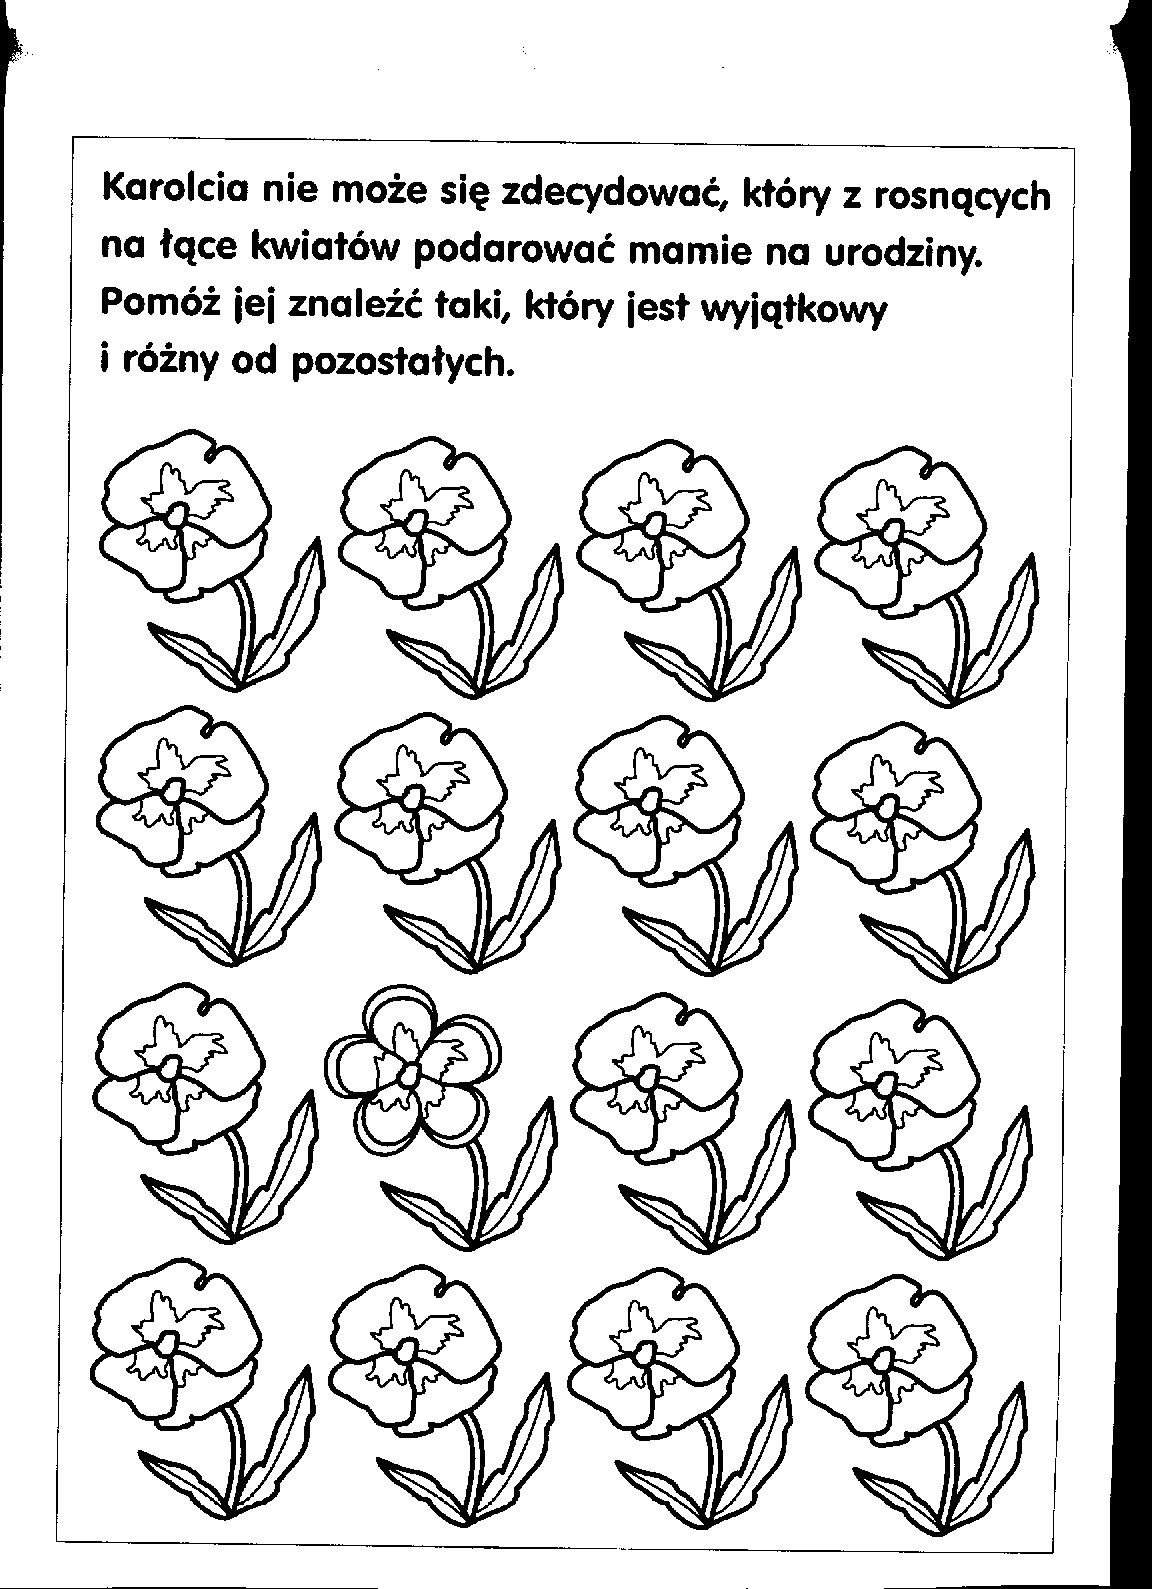 Karolcia nie może się zdecydować, który z rosnących
na łące kwiatów podarować mamie na urodziny.
Pomóż jej znaleźć taki, który jest wyjątkowy
i różny od pozostałych.